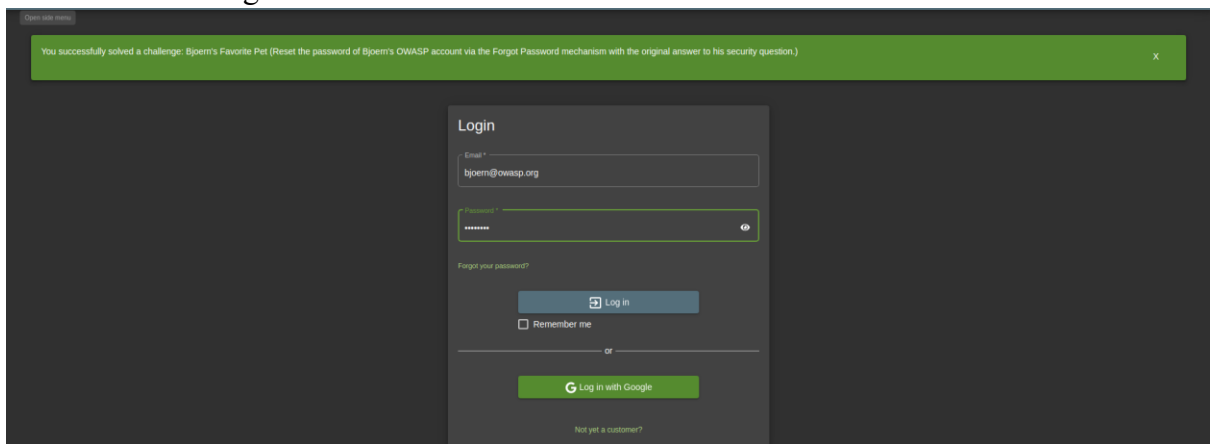 Open side menu
You successfully solved a challenge: Bjoern's Favorite Pet (Reset the password of Bjoern's OWASP account via the Forgot Password mechanism with the original answer to his security question.)
X
Login
Email *
bjoern@owasp.org
Password *
••••••••
Forgot your password?
Log in
Remember me
or
G Log in with Google
Not yet a customer?